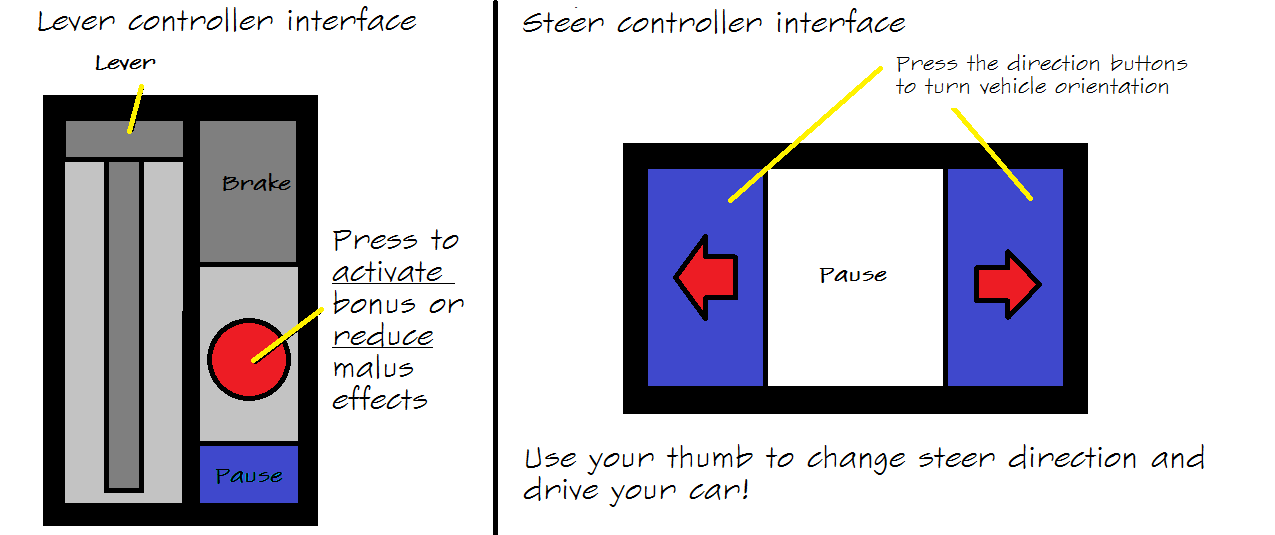 Lever controller interface
Lever
Brake
Press to
activate
bonus or
reduce
malus
effects
Pause
Steer controller interface
Press the direction buttons
to turn vehicle orientation
Pause
Use your thumb to change steer direction and
drive your car!